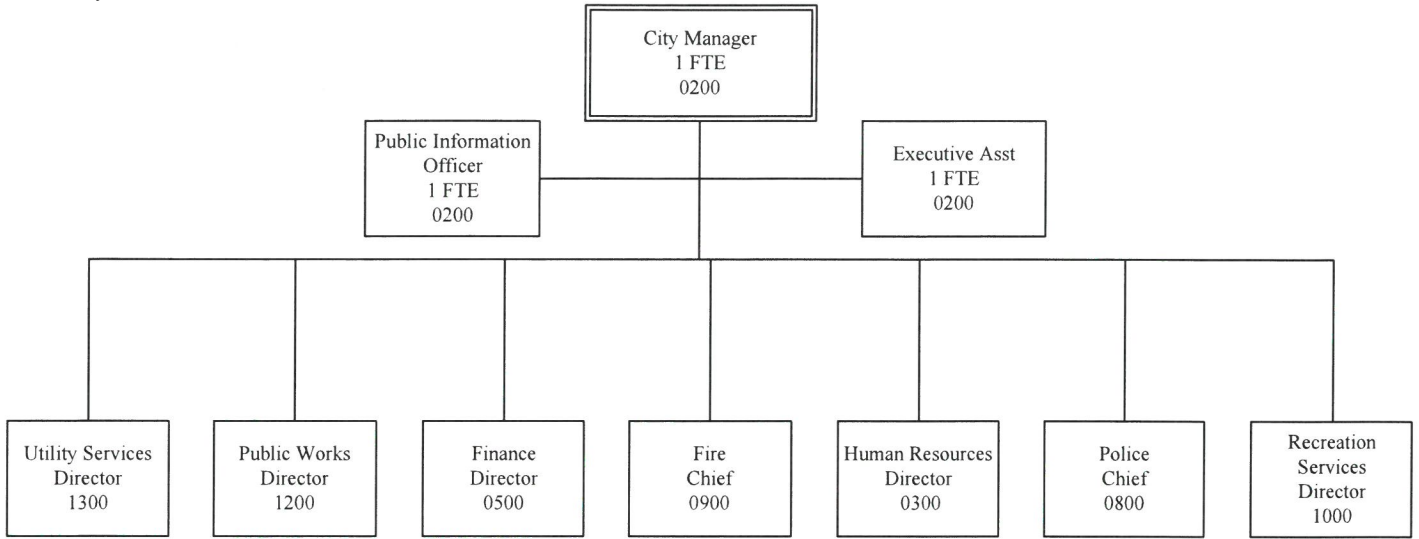 City Manager
1 FTE
0200
Public Information
Officer
1 FTE
0200
Executive Asst
1 FTE
0200
Utility Services
Director
1300
Public Works
Director
1200
Finance
Director
0500
Fire
Chief
0900
Human Resources
Director
0300
Police
Chief
0800
Recreation
Services
Director
1000